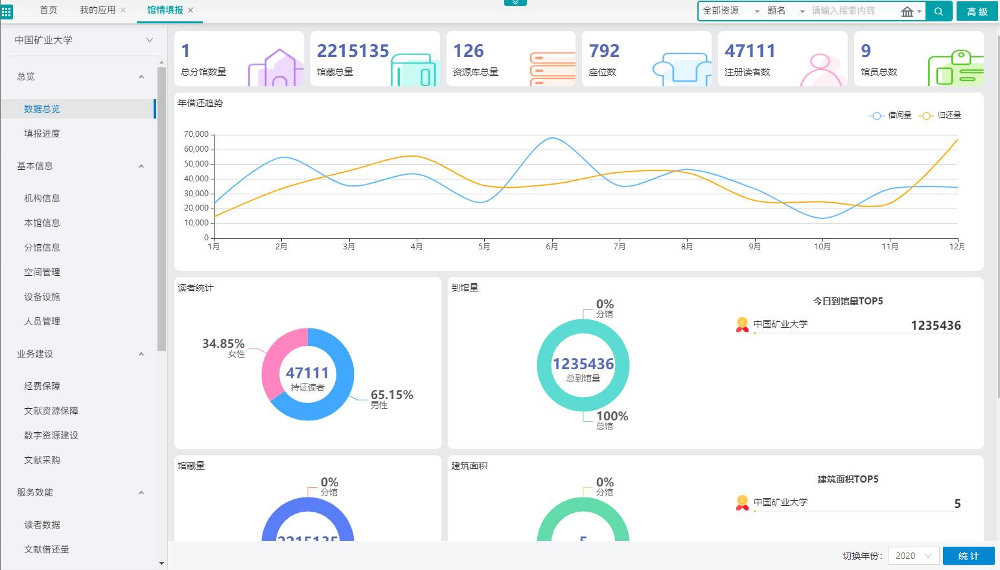 首页
我的应用
馆情填报
全部资源
题名
请输入搜索内容
高 级
中国矿业大学
总览
数据总览
填报进度
基本信息
机构信息
本馆信息
分馆信息
空间管理
设备设施
人员管理
业务建设
经费保障
文献资源保障
数字资源建设
文献采购
服务效能
读者数据
文献借还量
1
总分馆数量
2215135
馆藏总量
126
资源库总量
792
座位数
47111
注册读者数
9
馆员总数
年借还趋势
借阅量
归还量
70,000
60,000
50,000
40,000
30,000
20,000
10,000
0
1月
2月
3月
4月
5月
6月
7月
8月
9月
10月
11月
12月
读者统计
34.85%
女性
47111
持证读者
65.15%
男性
到馆量
0%
分馆
1235436
总到馆量
100%
总馆
今日到馆量TOP5
中国矿业大学
1235436
馆藏量
0%
分馆
2215135
建筑面积
0%
分馆
5
建筑面积TOP5
中国矿业大学
5
切换年份:
2020
统 计